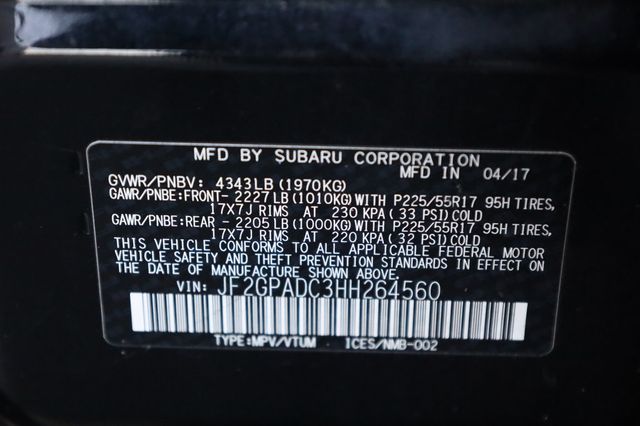 MFD BY SUBARU CORPORATION
MFD IN 04/17
GVWR/PNBV: 4343LB(1970KG)
GAWR/PNBE:FRONT-2227LB(1010KG)WITH P225/55R17 95H TIRES,
17X7J RIMS AT 230 KPA(33 PSI)COLD
GAWR/PNBE:REAR -2205LB(1000KG)WITH P225/55R17 95H TIRES,
17X7J RIMS AT 220 KPA(32 PSI)COLD
THIS VEHICLE CONFORMS TO ALL APPLICABLE FEDERAL MOTOR
VEHICLE SAFETY AND THEFT PREVENTION STANDARDS IN EFFECT
ON THE DATE OF MANUFACTURE SHOWN ABOVE.
VIN: JF2GPADC3HH264560
TYPE:MPV/VTUM ICES/NMB-002